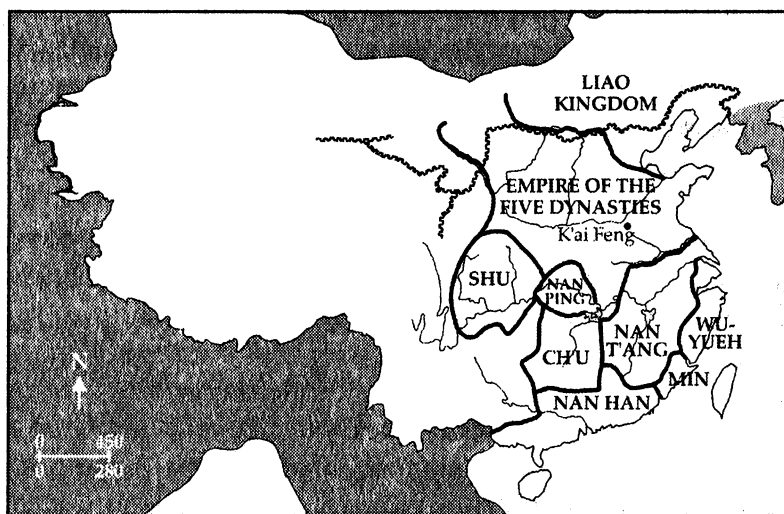 LIAO
KINGDOM
EMPIRE OF THE
FIVE DYNASTIES
K'ai Feng
SHU
NAN
PING
WU-
YUEH
NAN
T'ANG
CHU
MIN
NAN HAN
N
0 450
0 280